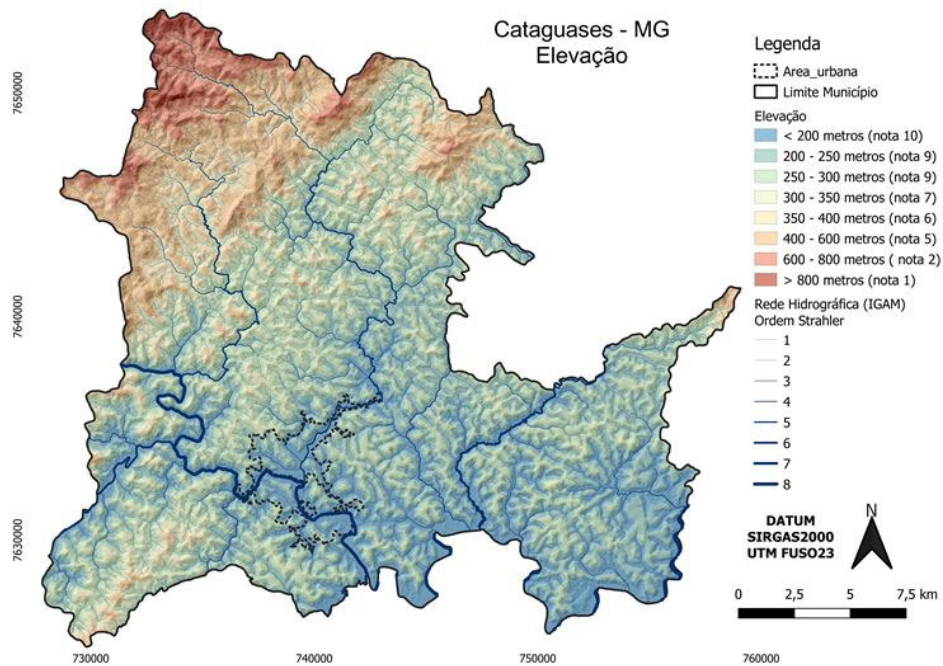 Cataguases - MG
Elevação
Legenda
Area_urbana
Limite Município
Elevação
< 200 metros (nota 10)
200 - 250 metros (nota 9)
250 - 300 metros (nota 9)
300 - 350 metros (nota 7)
350 - 400 metros (nota 6)
400 - 600 metros (nota 5)
600 - 800 metros ( nota 2)
> 800 metros (nota 1)
Rede Hidrográfica (IGAM)
Ordem Strahler
1
2
3
4
5
6
7
8
DATUM
SIRGAS2000
UTM FUSO23
N
0 2,5 5 7,5 km
7650000
7640000
7630000
730000 740000 750000 760000